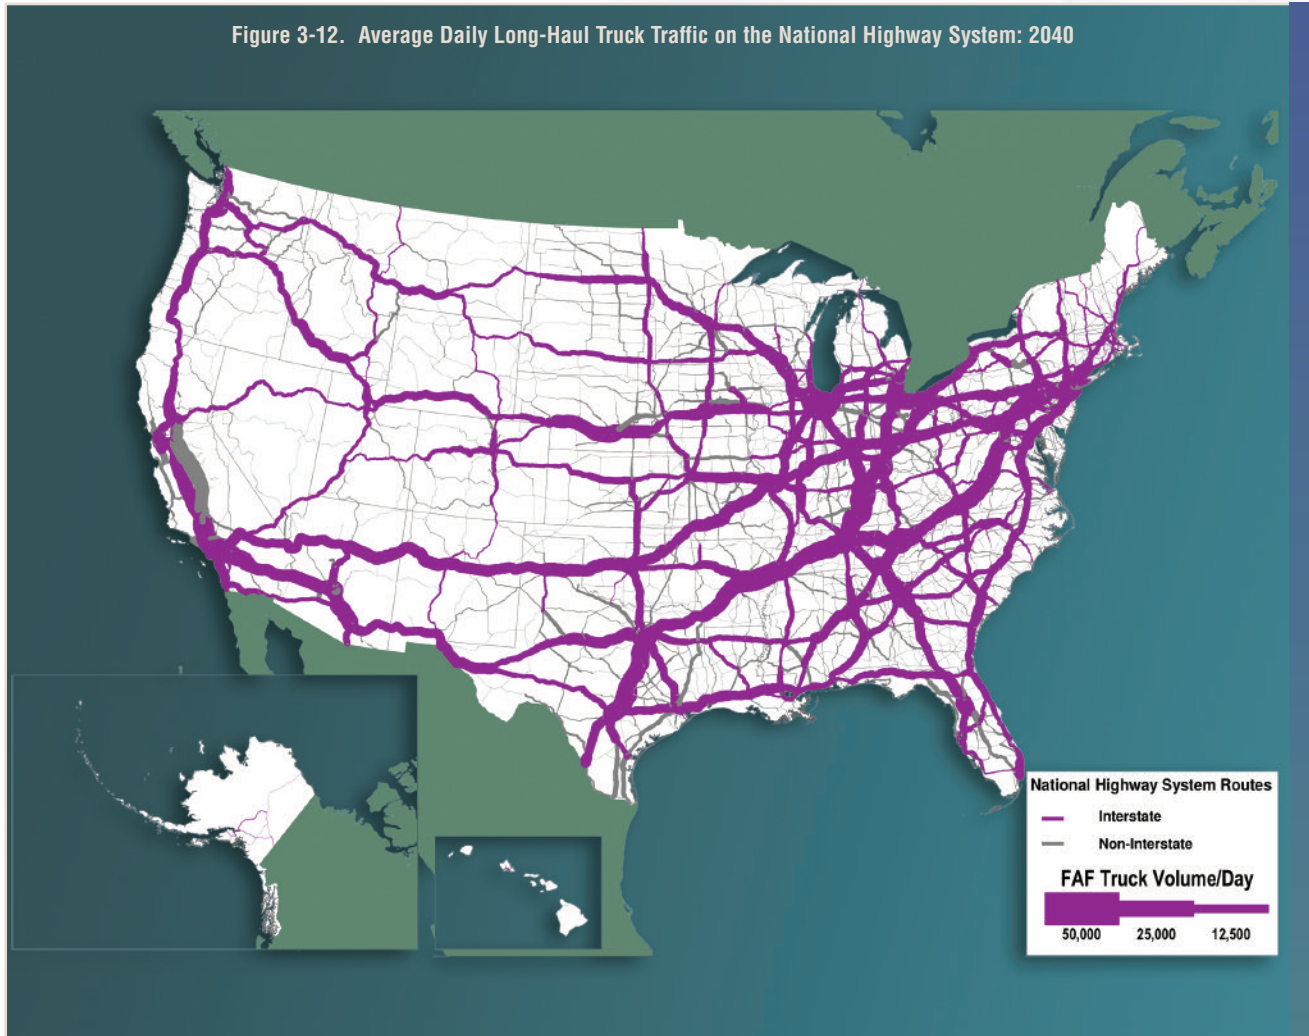 Figure 3-12. Average Daily Long-Haul Truck Traffic on the National Highway System: 2040
National Highway System Routes
Interstate
Non-Interstate
FAF Truck Volume/Day
50,000 25,000 12,500